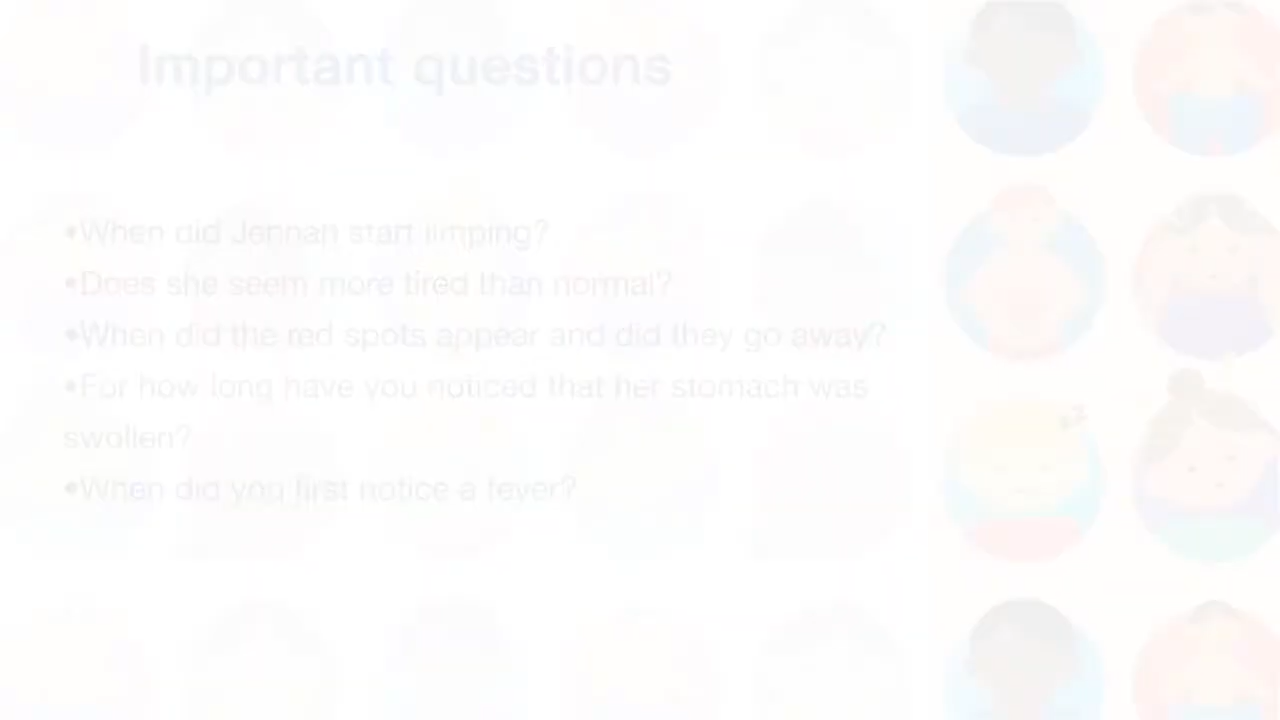 Important questions
•When did Jennah start limping?
•Does she seem more tired than normal?
•When did the red spots appear and did they go away?
•For how long have you noticed that her stomach was
swollen?
•When did you first notice a fever?